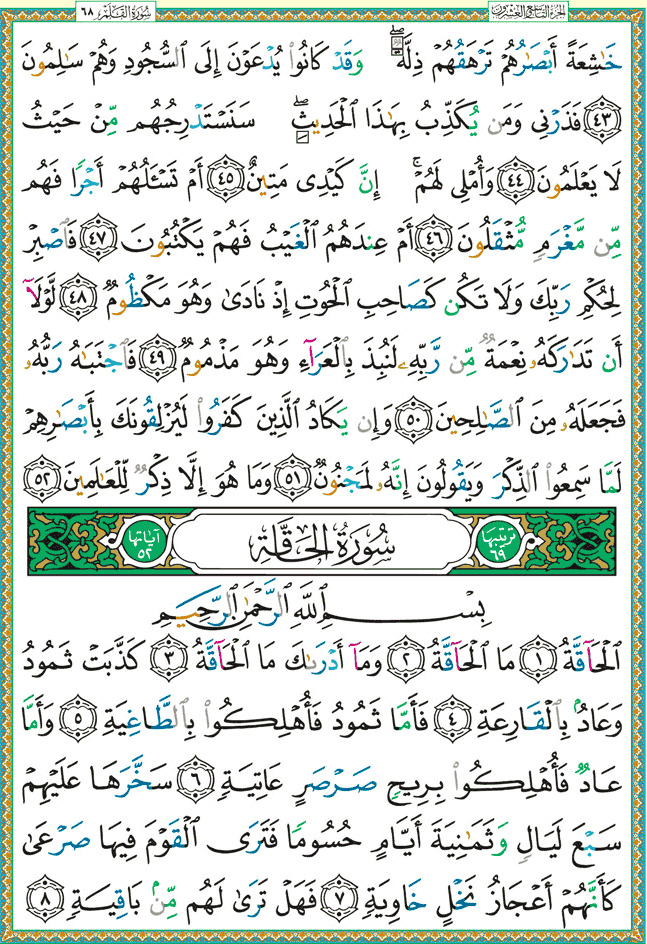 الجزء التاسع والعشرون
سورة القلم ٦٨
خَٰشِعَةً أَبْصَٰرُهُمْ تَرْهَقُهُمْ ذِلَّةٌۖ وَقَدْ كَانُوا۟ يُدْعَوْنَ إِلَى ٱلسُّجُودِ وَهُمْ سَٰلِمُونَ
٤٣ فَذَرْنِى وَمَن يُكَذِّبُ بِهَٰذَا ٱلْحَدِيثِۖ سَنَسْتَدْرِجُهُم مِّنْ حَيْثُ
لَا يَعْلَمُونَ ٤٤ وَأُمْلِى لَهُمْۚ إِنَّ كَيْدِى مَتِينٌ ٤٥ أَمْ تَسْـَٔلُهُمْ أَجْرًا فَهُم
مِّن مَّغْرَمٍ مُّثْقَلُونَ ٤٦ أَمْ عِندَهُمُ ٱلْغَيْبُ فَهُمْ يَكْتُبُونَ ٤٧ فَٱصْبِرْ
لِحُكْمِ رَبِّكَ وَلَا تَكُن كَصَاحِبِ ٱلْحُوتِ إِذْ نَادَىٰ وَهُوَ مَكْظُومٌ ٤٨ لَّوْلَآ
أَن تَدَٰرَكَهُۥ نِعْمَةٌ مِّن رَّبِّهِۦ لَنُبِذَ بِٱلْعَرَآءِ وَهُوَ مَذْمُومٌ ٤٩ فَٱجْتَبَٰهُ رَبُّهُۥ
فَجَعَلَهُۥ مِنَ ٱلصَّٰلِحِينَ ٥٠ وَإِن يَكَادُ ٱلَّذِينَ كَفَرُوا۟ لَيُزْلِقُونَكَ بِأَبْصَٰرِهِمْ
لَمَّا سَمِعُوا۟ ٱلذِّكْرَ وَيَقُولُونَ إِنَّهُۥ لَمَجْنُونٌ ٥١ وَمَا هُوَ إِلَّا ذِكْرٌ لِّلْعَٰلَمِينَ ٥٢
ترتيبها ٦٩ سُورَةُ الحَاقَّة آياتها ٥٢
بِسْمِ ٱللَّهِ ٱلرَّحْمَٰنِ ٱلرَّحِيمِ
ٱلْحَآقَّةُ ١ مَا ٱلْحَآقَّةُ ٢ وَمَآ أَدْرَىٰكَ مَا ٱلْحَآقَّةُ ٣ كَذَّبَتْ ثَمُودُ
وَعَادٌۢ بِٱلْقَارِعَةِ ٤ فَأَمَّا ثَمُودُ فَأُهْلِكُوا۟ بِٱلطَّاغِيَةِ ٥ وَأَمَّا
عَادٌ فَأُهْلِكُوا۟ بِرِيحٍ صَرْصَرٍ عَاتِيَةٍ ٦ سَخَّرَهَا عَلَيْهِمْ
سَبْعَ لَيَالٍ وَثَمَٰنِيَةَ أَيَّامٍ حُسُومًا فَتَرَى ٱلْقَوْمَ فِيهَا صَرْعَىٰ
كَأَنَّهُمْ أَعْجَازُ نَخْلٍ خَاوِيَةٍ ٧ فَهَلْ تَرَىٰ لَهُم مِّنۢ بَاقِيَةٍ ٨